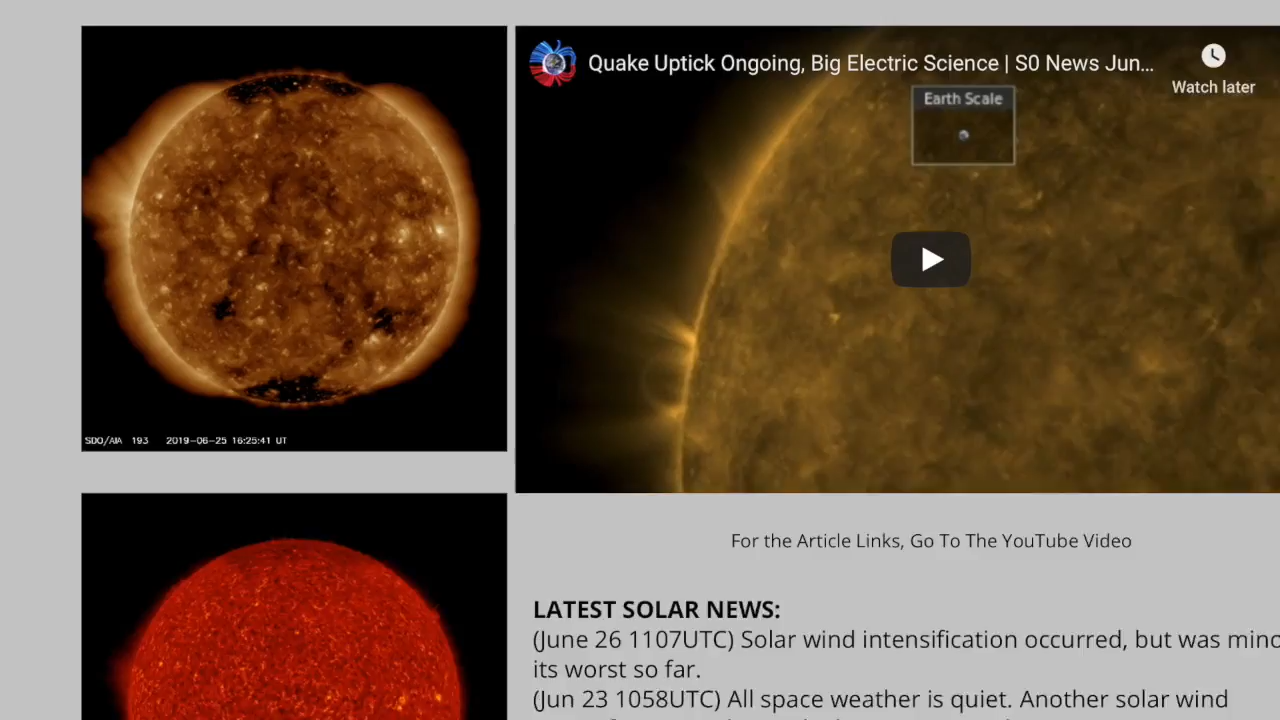 Quake Uptick Ongoing, Big Electric Science | S0 News Jun...
Watch later
Earth Scale
SDO/AIA 193 2019-06-25 16:25:41 UT
For the Article Links, Go To The YouTube Video
LATEST SOLAR NEWS:
(June 26 1107UTC) Solar wind intensification occurred, but was
its worst so far.
(Jun 23 1058UTC) All space weather is quiet. Another solar wind